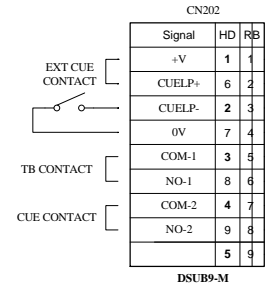 CN202
Signal HD RB
+V 1 1
EXT CUE
CONTACT
CUELP+ 6 2
CUELP- 2 3
0V 7 4
TB CONTACT
COM-1 3 5
NO-1 8 6
CUE CONTACT
COM-2 4 7
NO-2 9 8
5 9
DSUB9-M